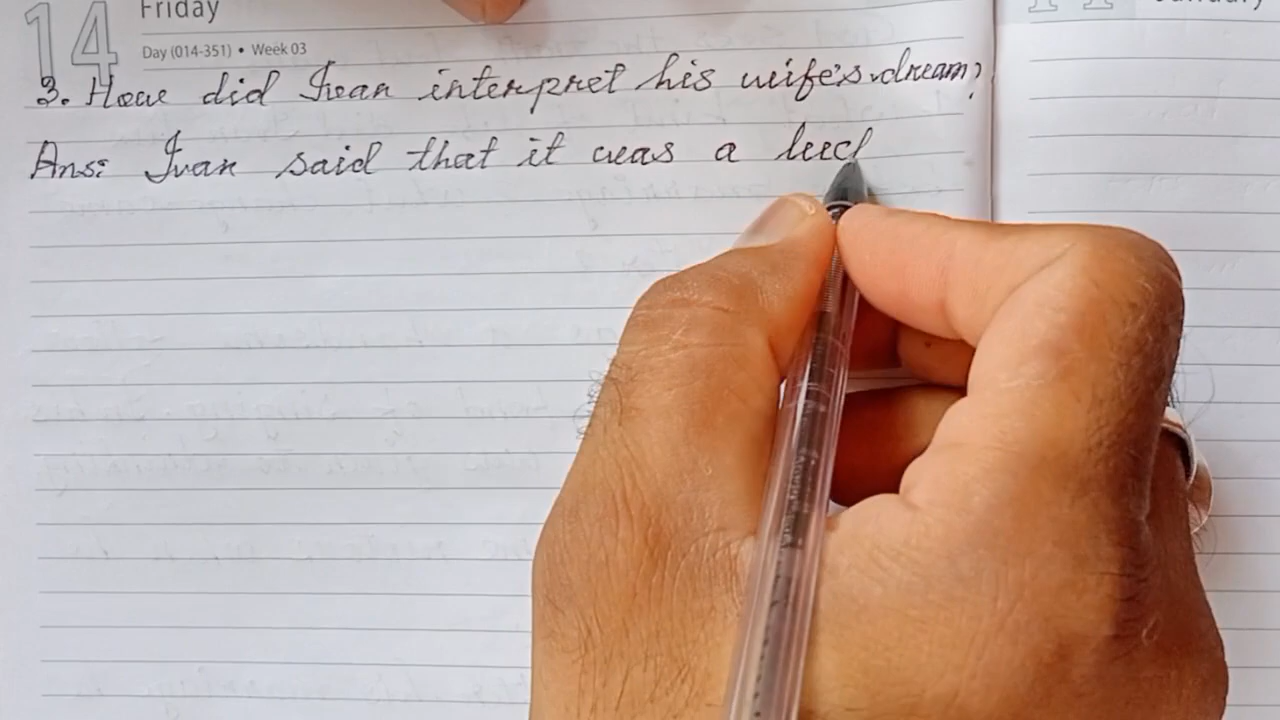 14 Friday
Day (014-351) • Week 03
3. How did Ivan interpret his wife's dream?
Ans: Ivan said that it was a luck